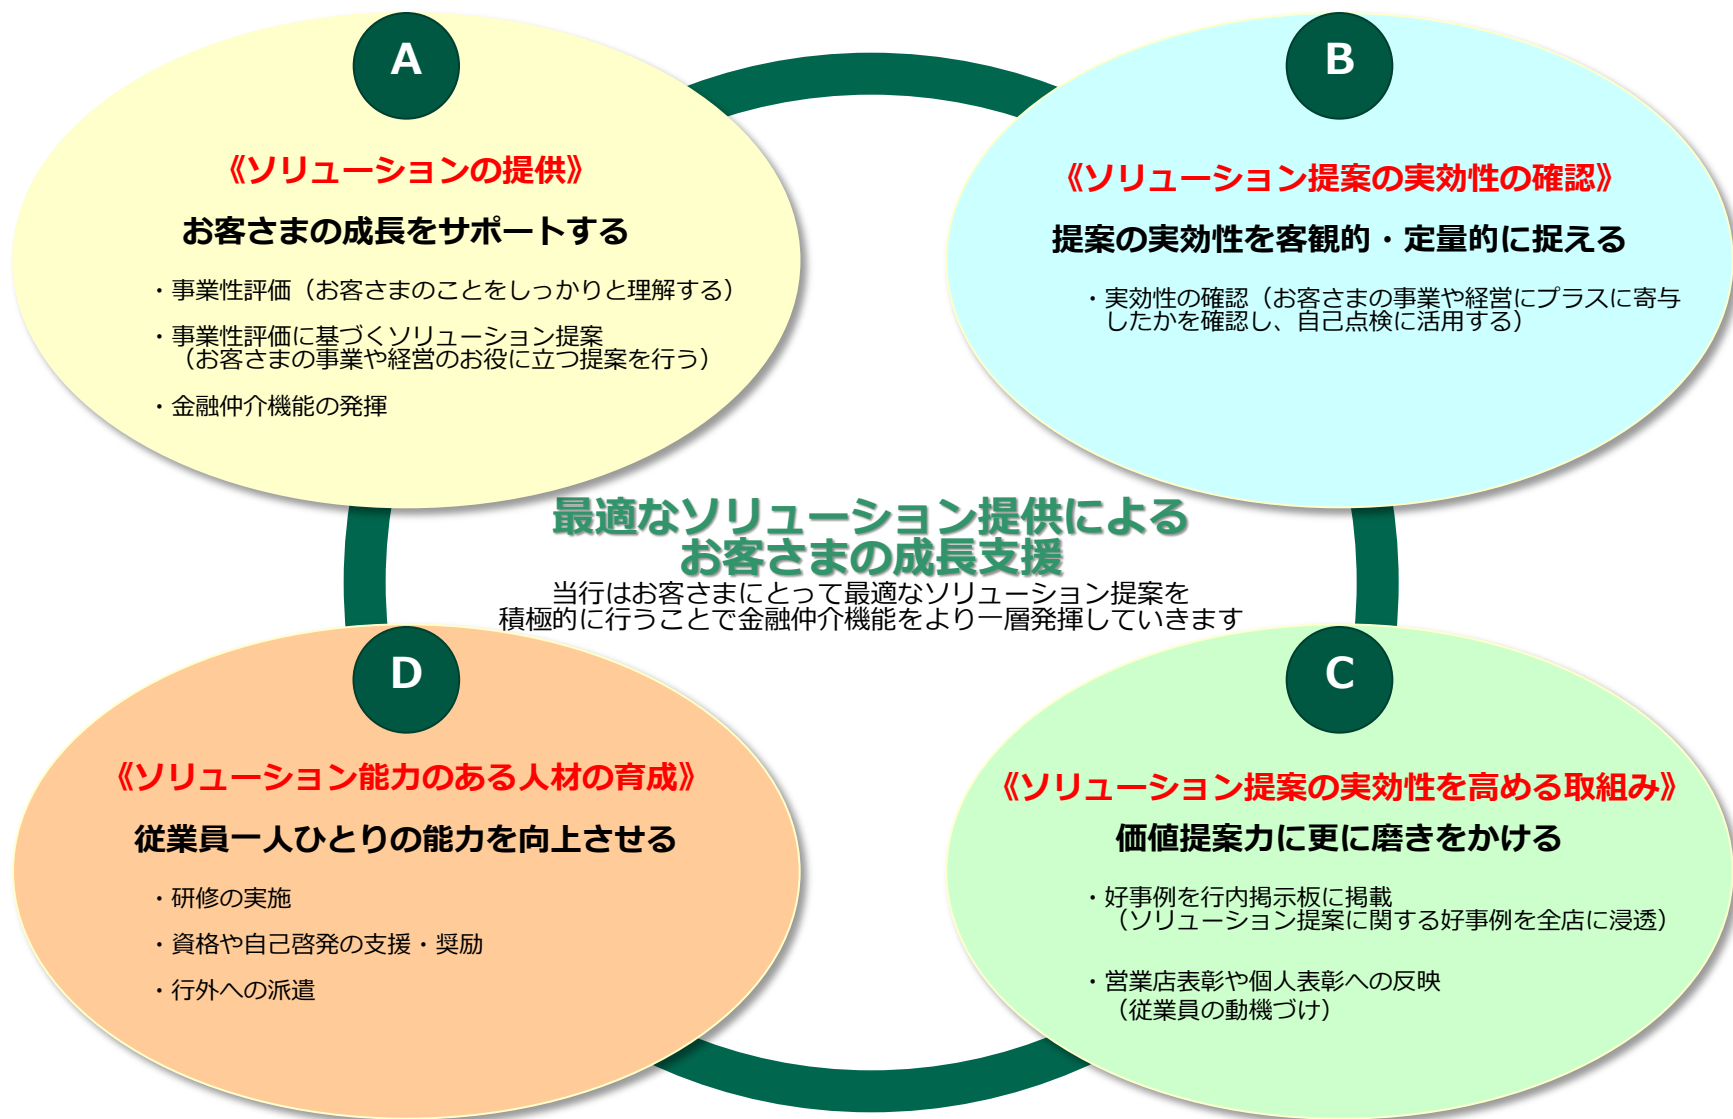 A
《ソリューションの提供》
お客さまの成長をサポートする
・事業性評価（お客さまのことをしっかりと理解する）
・事業性評価に基づくソリューション提案
（お客さまの事業や経営のお役に立つ提案を行う）
・金融仲介機能の発揮
B
《ソリューション提案の実効性の確認》
提案の実効性を客観的・定量的に捉える
・実効性の確認（お客さまの事業や経営にプラスに寄与
したかを確認し、自己点検に活用する）
最適なソリューション提供による
お客さまの成長支援
当行はお客さまにとって最適なソリューション提案を
積極的に行うことで金融仲介機能をより一層発揮していきます
D
《ソリューション能力のある人材の育成》
従業員一人ひとりの能力を向上させる
・研修の実施
・資格や自己啓発の支援・奨励
・行外への派遣
C
《ソリューション提案の実効性を高める取組み》
価値提案力に更に磨きをかける
・好事例を行内掲示板に掲載
（ソリューション提案に関する好事例を全店に浸透）
・営業店表彰や個人表彰への反映
（従業員の動機づけ）